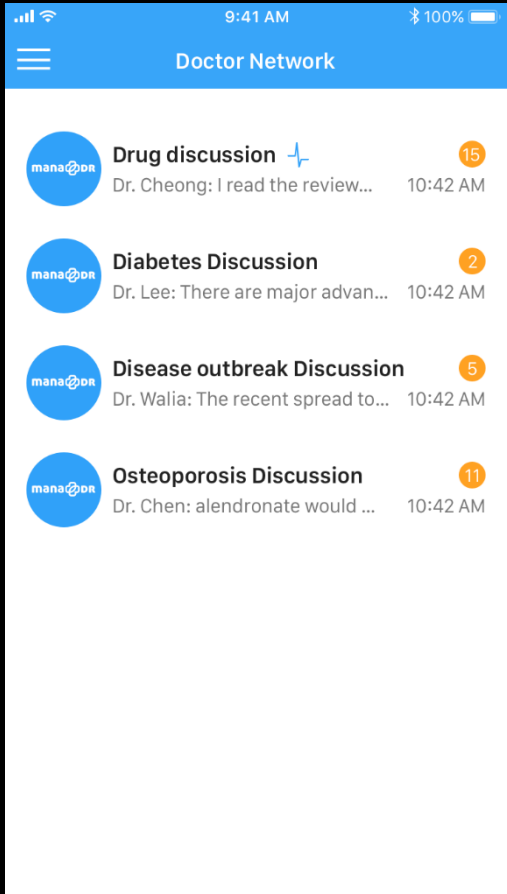 9:41 AM
100%
Doctor Network
Drug discussion
15
manaDR
Dr. Cheong: I read the review...
10:42 AM
Diabetes Discussion
2
manaDR
Dr. Lee: There are major advan...
10:42 AM
Disease outbreak Discussion
5
manaDR
Dr. Walia: The recent spread to...
10:42 AM
Osteoporosis Discussion
11
manaDR
Dr. Chen: alendronate would ...
10:42 AM